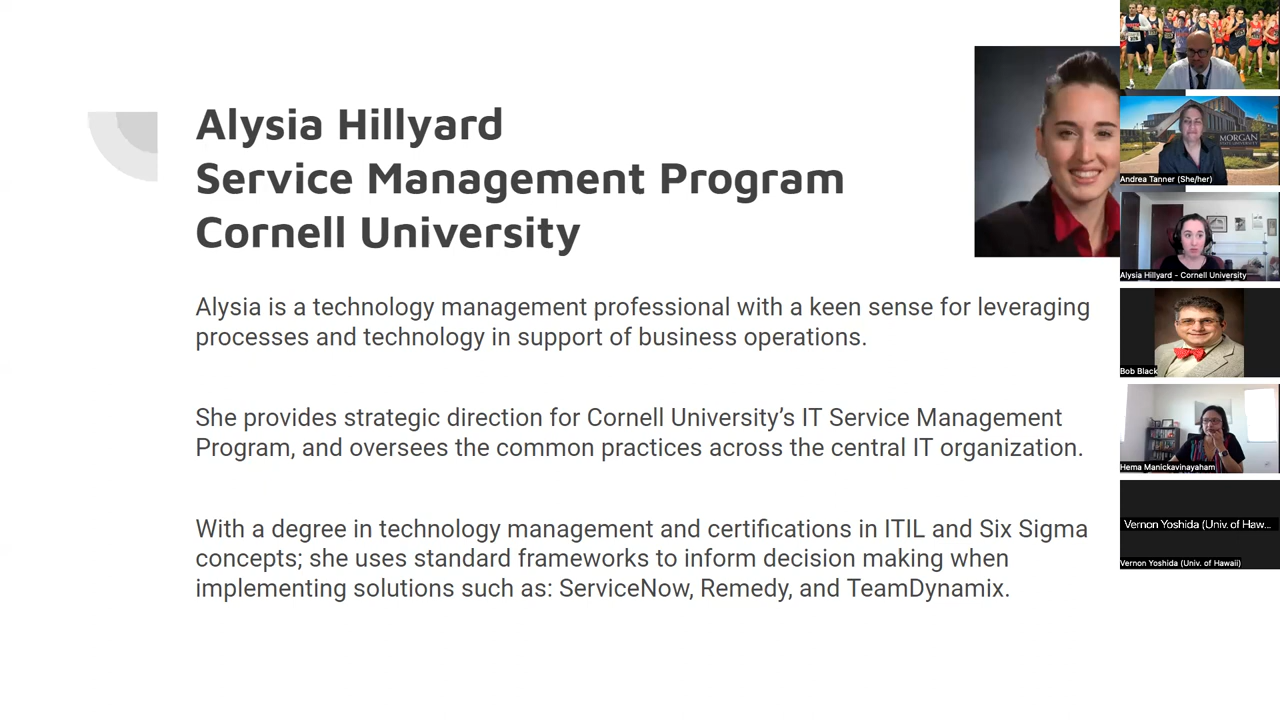 Alysia Hillyard
Service Management Program
Cornell University
Alysia is a technology management professional with a keen sense for leveraging
processes and technology in support of business operations.
She provides strategic direction for Cornell University’s IT Service Management
Program, and oversees the common practices across the central IT organization.
With a degree in technology management and certifications in ITIL and Six Sigma
concepts; she uses standard frameworks to inform decision making when
implementing solutions such as: ServiceNow, Remedy, and TeamDynamix.
MORGAN
STATE UNIVERSITY
Andrea Tanner (She/her)
Alysia Hillyard - Cornell University
Bob Black
Hema Manickavinayaham
Vernon Yoshida (Univ. of Haw...
Vernon Yoshida (Univ. of Hawaii)